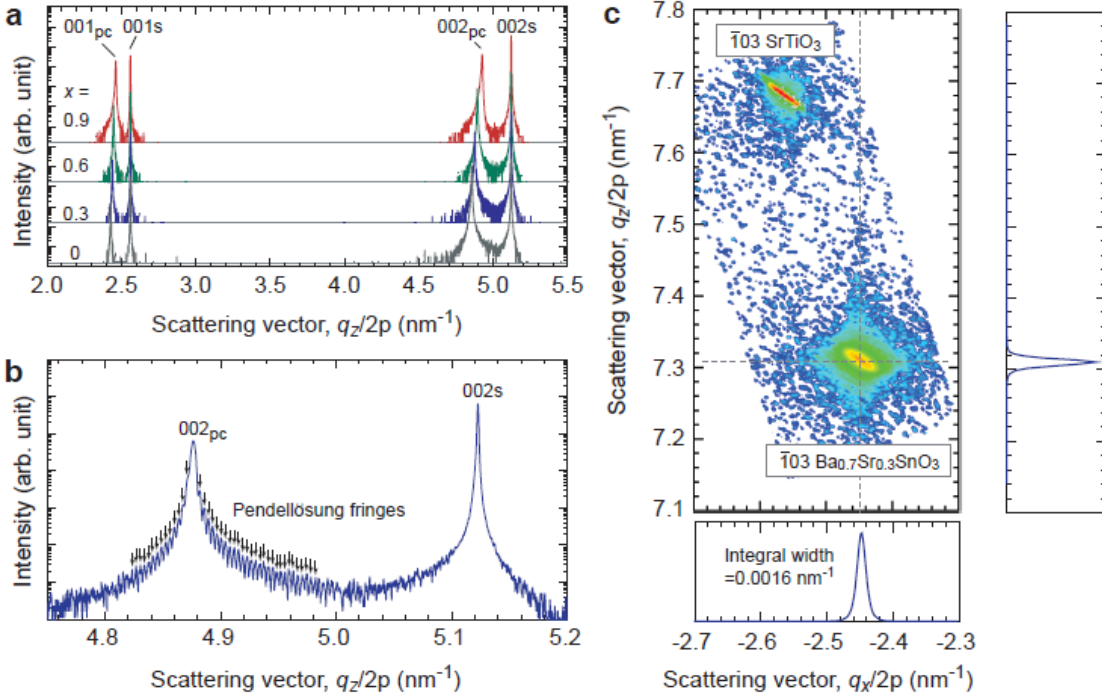 a
001pc 001s
002pc 002s
x =
0.9
0.6
0.3
0
Intensity (arb. unit)
2.0 2.5 3.0 3.5 4.0 4.5 5.0 5.5
Scattering vector, qz/2p (nm⁻¹)
b
002pc
002s
Pendellösung fringes
Intensity (arb. unit)
4.8 4.9 5.0 5.1 5.2
Scattering vector, qz/2p (nm⁻¹)
c
7.8
7.7
7.6
7.5
7.4
7.3
7.2
7.1
Scattering vector, qz/2p (nm⁻¹)
1̄03 SrTiO₃
1̄03 Ba₀.₇Sr₀.₃SnO₃
Integral width
=0.0016 nm⁻¹
-2.7 -2.6 -2.5 -2.4 -2.3
Scattering vector, qx/2p (nm⁻¹)